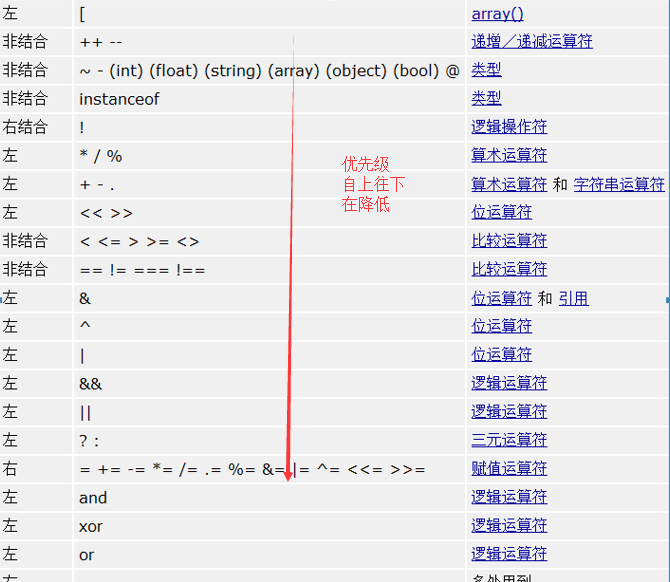 左 [ array()
非结合 ++ -- 递增／递减运算符
非结合 ~ - (int) (float) (string) (array) (object) (bool) @ 类型
非结合 instanceof 类型
右结合 ! 逻辑操作符
左 * / % 算术运算符
左 + - . 算术运算符 和 字符串运算符
左 << >> 位运算符
非结合 < <= > >= <> 比较运算符
非结合 == != === !== 比较运算符
左 & 位运算符 和 引用
左 ^ 位运算符
左 | 位运算符
左 && 逻辑运算符
左 || 逻辑运算符
左 ? : 三元运算符
右 = += -= *= /= .= %= &= |= ^= <<= >>= 赋值运算符
左 and 逻辑运算符
左 xor 逻辑运算符
左 or 逻辑运算符
左 多处用到
优先级
自上往下
在降低